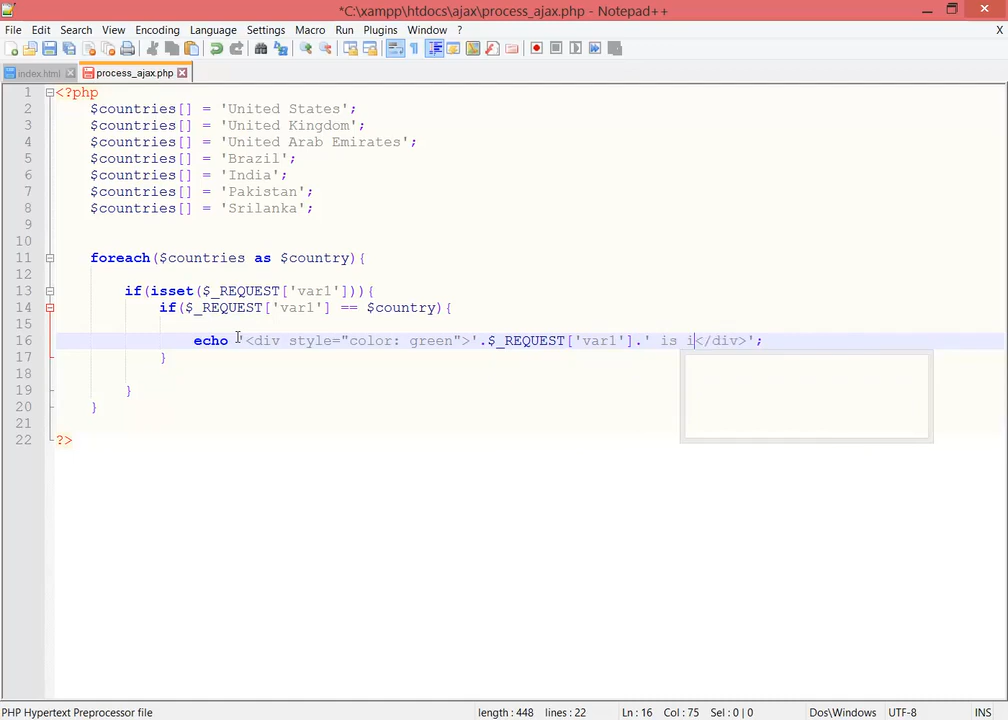 *C:\xampp\htdocs\ajax\process_ajax.php - Notepad++
File Edit Search View Encoding Language Settings Macro Run Plugins Window ? X
index.html process_ajax.php
1 <?php
2 $countries[] = 'United States';
3 $countries[] = 'United Kingdom';
4 $countries[] = 'United Arab Emirates';
5 $countries[] = 'Brazil';
6 $countries[] = 'India';
7 $countries[] = 'Pakistan';
8 $countries[] = 'Srilanka';
9
10
11 foreach($countries as $country){
12
13 if(isset($_REQUEST['var1'])){
14 if($_REQUEST['var1'] == $country){
15
16 echo '<div style="color: green">'.$_REQUEST['var1'].' is i</div>';
17 }
18
19 }
20 }
21
22 ?>
PHP Hypertext Preprocessor file length : 448 lines : 22 Ln : 16 Col : 75 Sel : 0 | 0 Dos\Windows UTF-8 INS